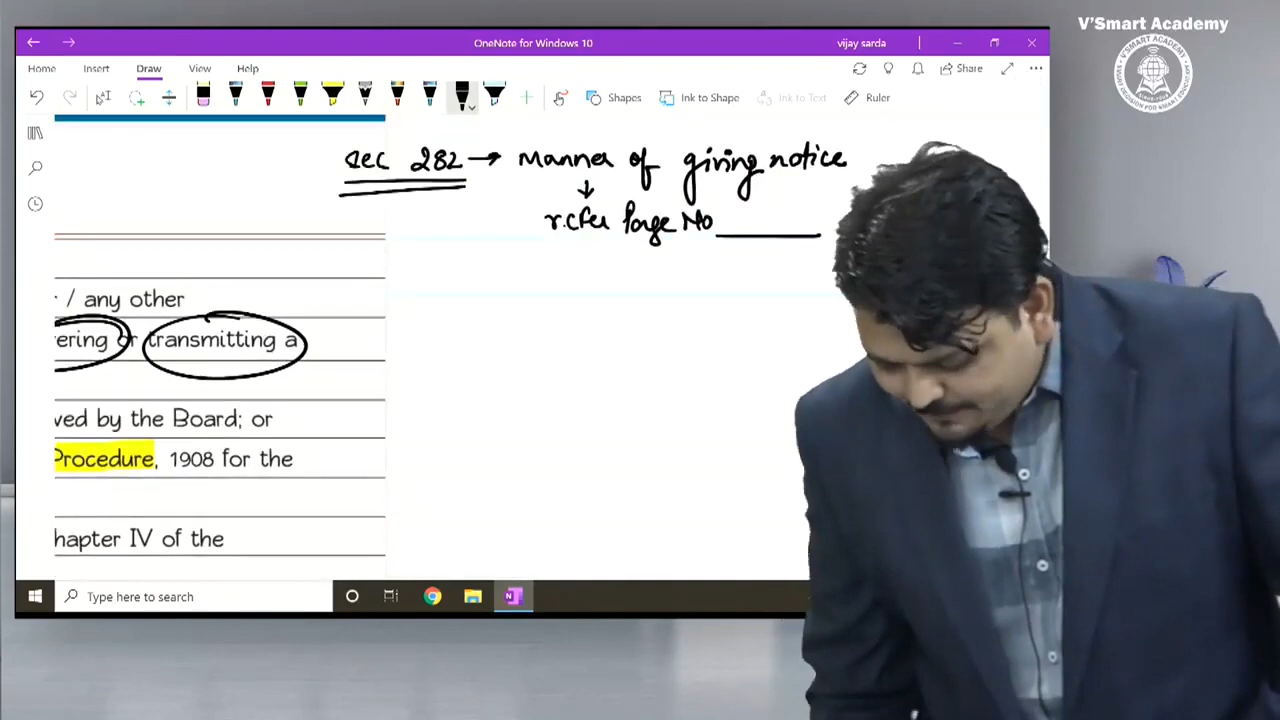 V'Smart Academy
OneNote for Windows 10
vijay sarda
Home Insert Draw View Help
Share
Shapes Ink to Shape Ink to Text Ruler
sec 282 → Manner of giving notice
↓
refer Page No ______
/ any other
ering or transmitting a
ved by the Board; or
Procedure, 1908 for the
hapter IV of the
Type here to search